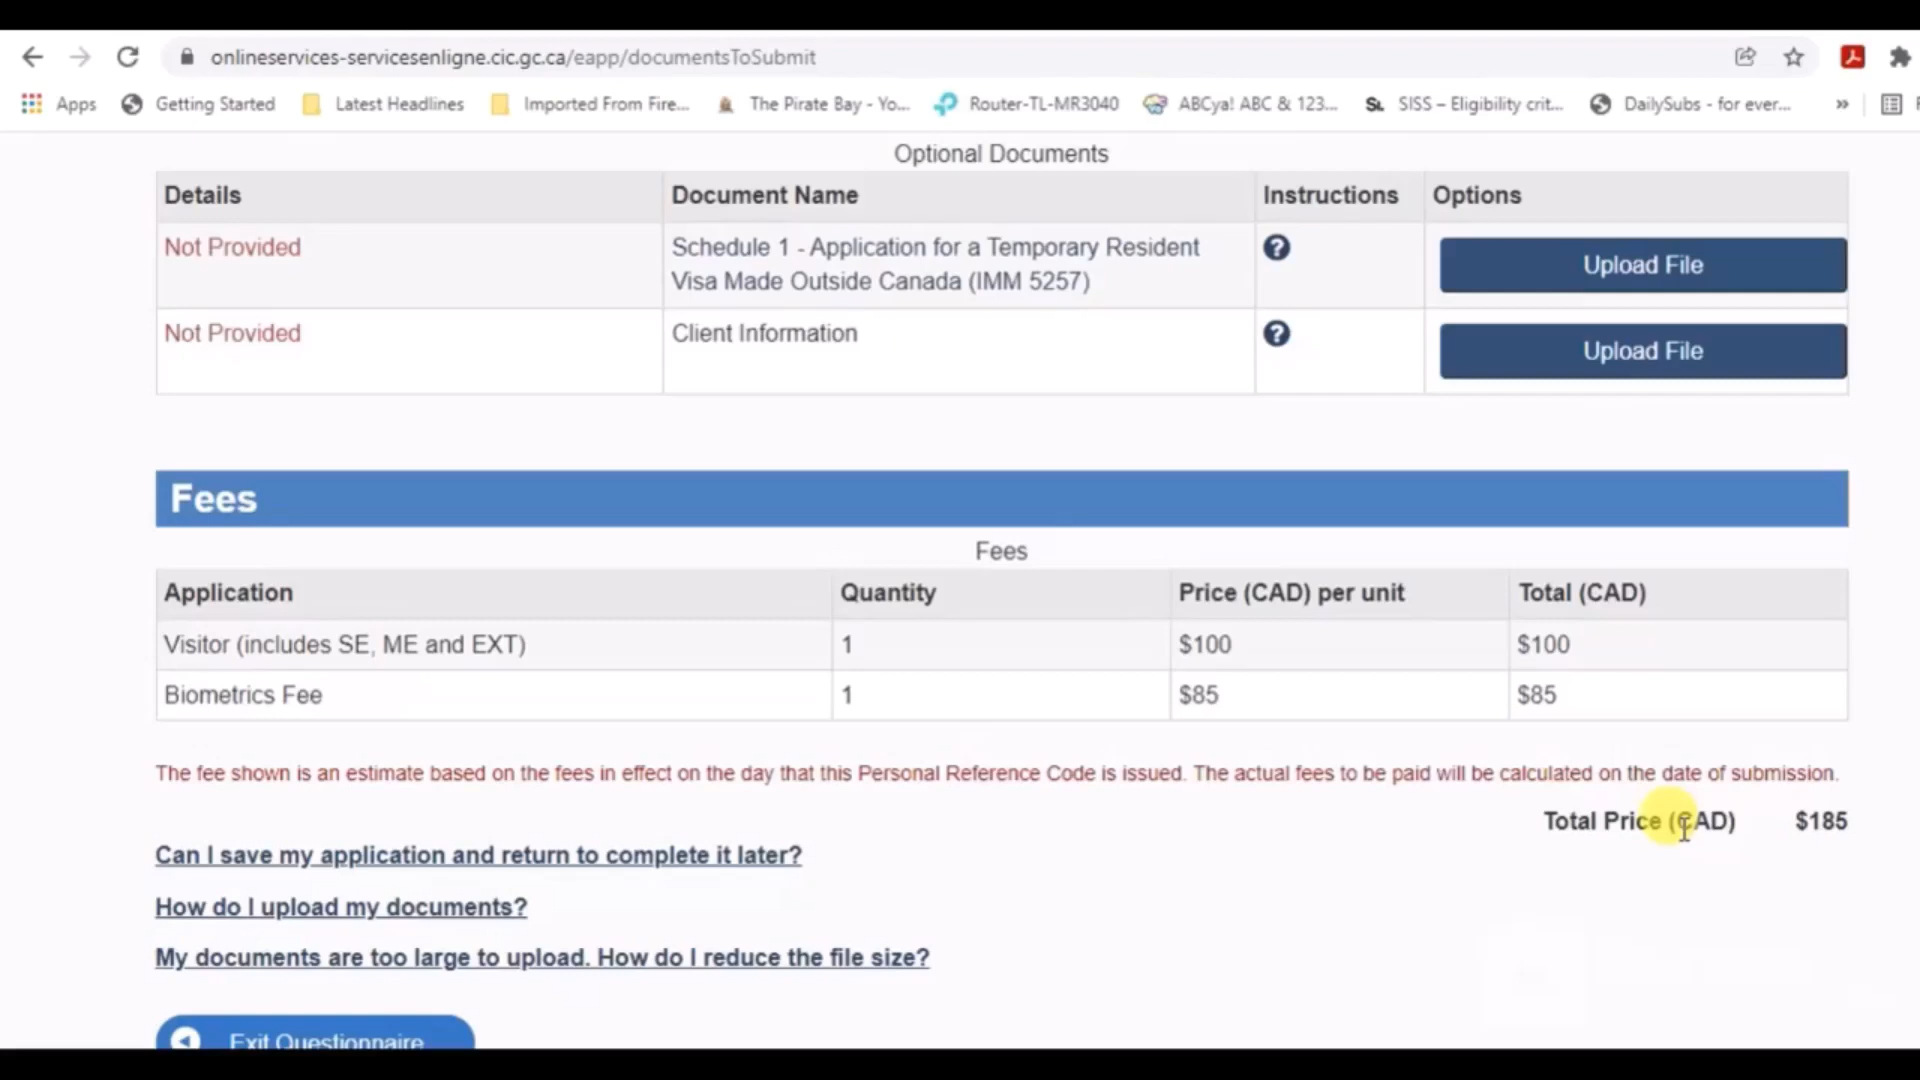 onlineservices-servicesenligne.cic.gc.ca/eapp/documentsToSubmit
Apps Getting Started Latest Headlines Imported From Fire... The Pirate Bay - Yo... Router-TL-MR3040 ABCya! ABC & 123... SL SISS – Eligibility crit... DailySubs - for ever... »
Optional Documents
Details Document Name Instructions Options
Not Provided Schedule 1 - Application for a Temporary Resident Visa Made Outside Canada (IMM 5257) ? Upload File
Not Provided Client Information ? Upload File
Fees
Fees
Application Quantity Price (CAD) per unit Total (CAD)
Visitor (includes SE, ME and EXT) 1 $100 $100
Biometrics Fee 1 $85 $85
The fee shown is an estimate based on the fees in effect on the day that this Personal Reference Code is issued. The actual fees to be paid will be calculated on the date of submission.
Total Price (CAD) $185
Can I save my application and return to complete it later?
How do I upload my documents?
My documents are too large to upload. How do I reduce the file size?
Exit Questionnaire